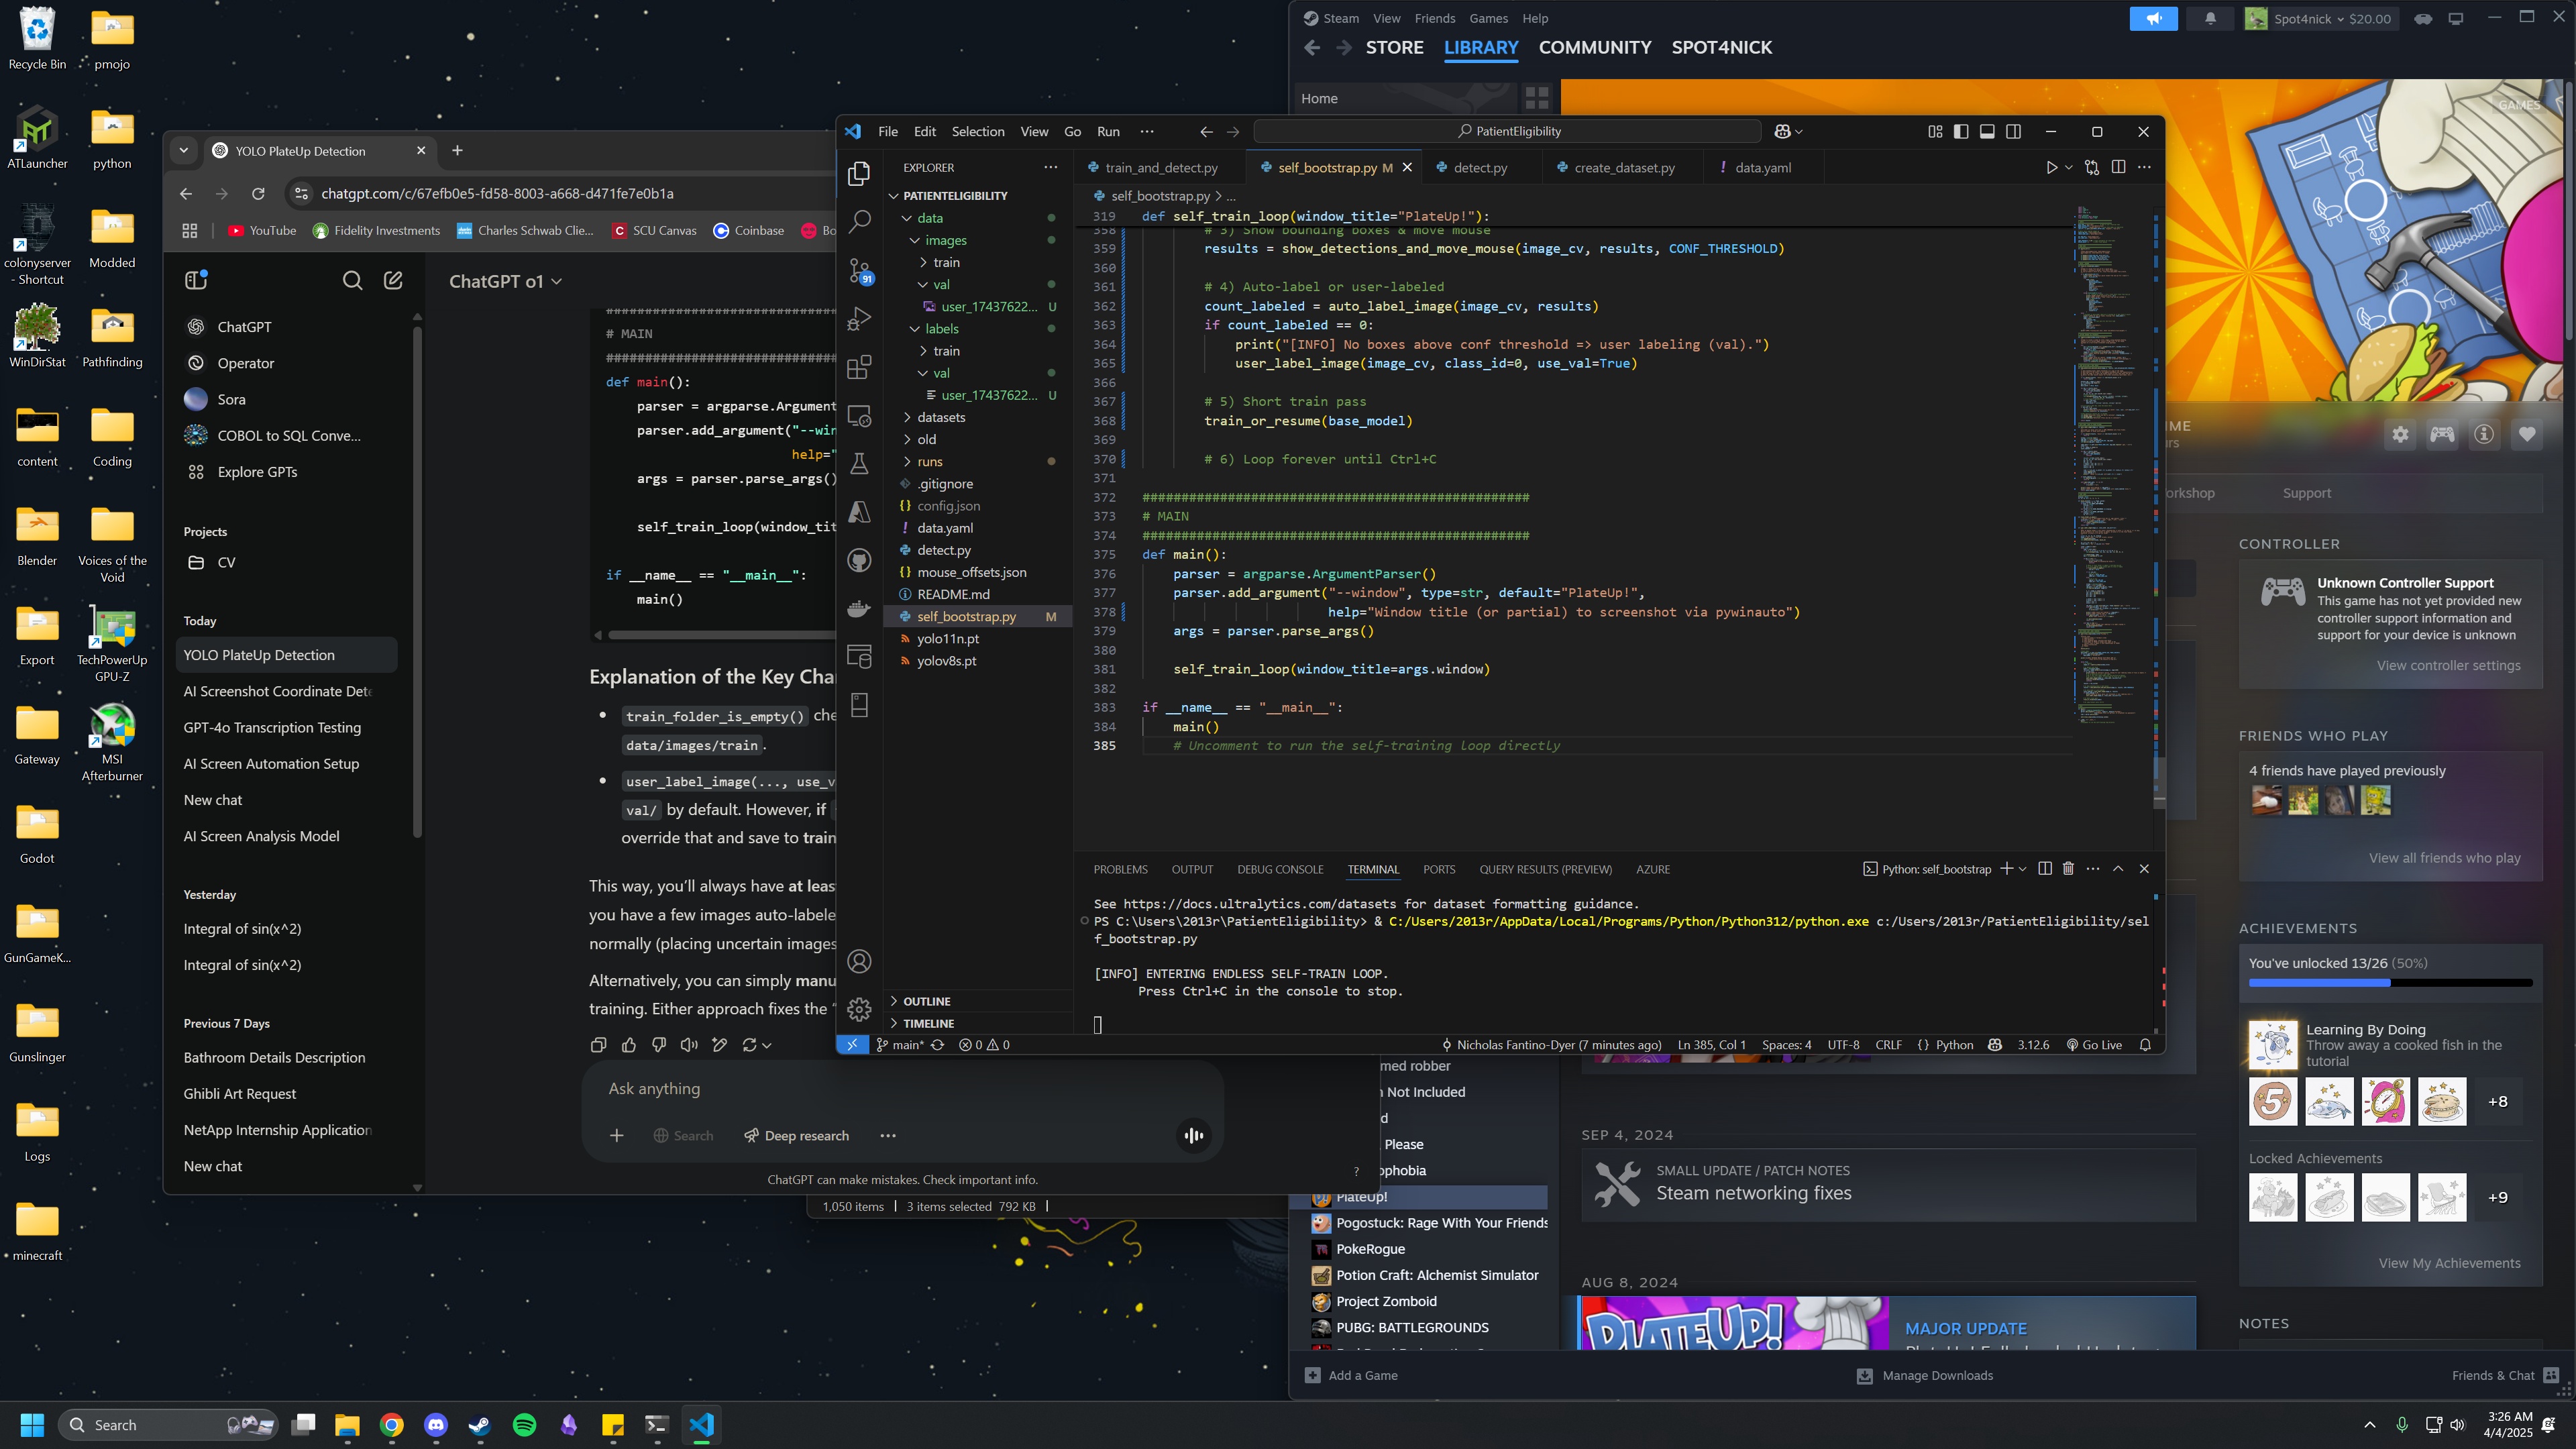 Recycle Bin
pmojo
ATLauncher
python
colonyserver
- Shortcut
Modded
WinDirStat
Pathfinding
content
Coding
Blender
Voices of the
Void
Export
TechPowerUp
GPU-Z
Gateway
MSI
Afterburner
Godot
GunGameK...
Gunslinger
Logs
minecraft
YOLO PlateUp Detection
chatgpt.com/c/67efb0e5-fd58-8003-a668-d471fe7e0b1a
YouTube
Fidelity Investments
Charles Schwab Clie...
SCU Canvas
Coinbase
Bo
ChatGPT
Operator
Sora
COBOL to SQL Conve...
Explore GPTs
Projects
CV
Today
YOLO PlateUp Detection
AI Screenshot Coordinate Dete
GPT-4o Transcription Testing
AI Screen Automation Setup
New chat
AI Screen Analysis Model
Yesterday
Integral of sin(x^2)
Integral of sin(x^2)
Previous 7 Days
Bathroom Details Description
Ghibli Art Request
NetApp Internship Application
New chat
ChatGPT o1
# MAIN
##############################
def main():
parser = argparse.Argument
parser.add_argument("--win
help="
args = parser.parse_args()
self_train_loop(window_tit
if __name__ == "__main__":
main()
Explanation of the Key Cha
train_folder_is_empty() che
data/images/train.
user_label_image(..., use_v
val/ by default. However, if
override that and save to train
This way, you'll always have at leas
you have a few images auto-labele
normally (placing uncertain images
Alternatively, you can simply manu
training. Either approach fixes the "
Ask anything
Search
Deep research
ChatGPT can make mistakes. Check important info.
?
1,050 items
3 items selected 792 KB
File Edit Selection View Go Run ...
PatientEligibility
EXPLORER
PATIENTELIGIBILITY
data
images
train
val
user_17437622... U
labels
train
val
user_17437622... U
datasets
old
runs
.gitignore
config.json
data.yaml
detect.py
mouse_offsets.json
README.md
self_bootstrap.py M
yolo11n.pt
yolov8s.pt
OUTLINE
TIMELINE
91
train_and_detect.py
self_bootstrap.py M
detect.py
create_dataset.py
data.yaml
self_bootstrap.py > ...
319 def self_train_loop(window_title="PlateUp!"):
358 # 3) Show bounding boxes & move mouse
359 results = show_detections_and_move_mouse(image_cv, results, CONF_THRESHOLD)
360
361 # 4) Auto-label or user-labeled
362 count_labeled = auto_label_image(image_cv, results)
363 if count_labeled == 0:
364 print("[INFO] No boxes above conf threshold => user labeling (val).")
365 user_label_image(image_cv, class_id=0, use_val=True)
366
367 # 5) Short train pass
368 train_or_resume(base_model)
369
370 # 6) Loop forever until Ctrl+C
371
372 ##################################################
373 # MAIN
374 ##################################################
375 def main():
376 parser = argparse.ArgumentParser()
377 parser.add_argument("--window", type=str, default="PlateUp!",
378 help="Window title (or partial) to screenshot via pywinauto")
379 args = parser.parse_args()
380
381 self_train_loop(window_title=args.window)
382
383 if __name__ == "__main__":
384 main()
385 # Uncomment to run the self-training loop directly
PROBLEMS OUTPUT DEBUG CONSOLE TERMINAL PORTS QUERY RESULTS (PREVIEW) AZURE
Python: self_bootstrap
See https://docs.ultralytics.com/datasets for dataset formatting guidance.
PS C:\Users\2013r\PatientEligibility> & C:/Users/2013r/AppData/Local/Programs/Python/Python312/python.exe c:/Users/2013r/PatientEligibility/sel
f_bootstrap.py
[INFO] ENTERING ENDLESS SELF-TRAIN LOOP.
Press Ctrl+C in the console to stop.
main* 0 0
Nicholas Fantino-Dyer (7 minutes ago) Ln 385, Col 1 Spaces: 4 UTF-8 CRLF {} Python 3.12.6 Go Live
Steam View Friends Games Help
Spot4nick $20.00
STORE LIBRARY COMMUNITY SPOT4NICK
Home
GAMES
IME
urs
orkshop
Support
CONTROLLER
Unknown Controller Support
This game has not yet provided new
controller support information and
support for your device is unknown
View controller settings
FRIENDS WHO PLAY
4 friends have played previously
View all friends who play
ACHIEVEMENTS
You've unlocked 13/26 (50%)
Learning By Doing
Throw away a cooked fish in the
tutorial
5
+8
Locked Achievements
+9
View My Achievements
NOTES
med robber
n Not Included
d
, Please
ophobia
PlateUp!
Pogostuck: Rage With Your Friends
PokeRogue
Potion Craft: Alchemist Simulator
Project Zomboid
PUBG: BATTLEGROUNDS
SEP 4, 2024
SMALL UPDATE / PATCH NOTES
Steam networking fixes
AUG 8, 2024
PLATEUP!
MAJOR UPDATE
Add a Game
Manage Downloads
Friends & Chat
Search
3:26 AM
4/4/2025